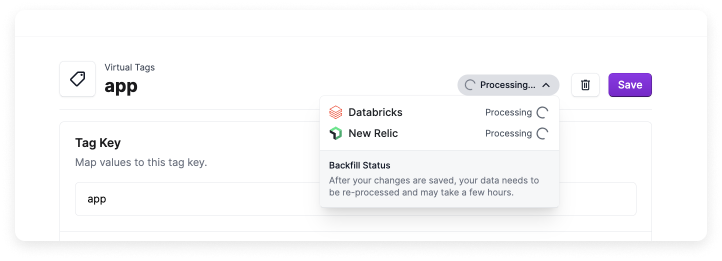 Virtual Tags
app
Processing...
Save
Databricks Processing
New Relic Processing
Backfill Status
After your changes are saved, your data needs to
be re-processed and may take a few hours.
Tag Key
Map values to this tag key.
app